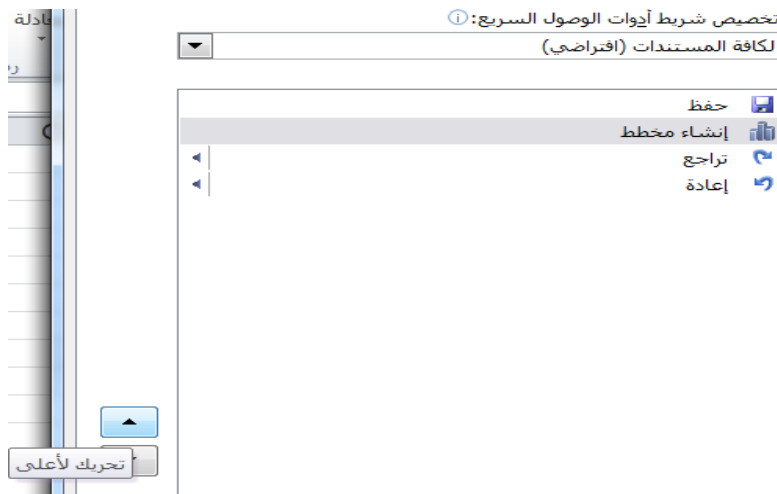 تخصيص شريط أدوات الوصول السريع:
لكافة المستندات (افتراضي)
حفظ
إنشاء مخطط
تراجع
إعادة
تحريك لأعلى